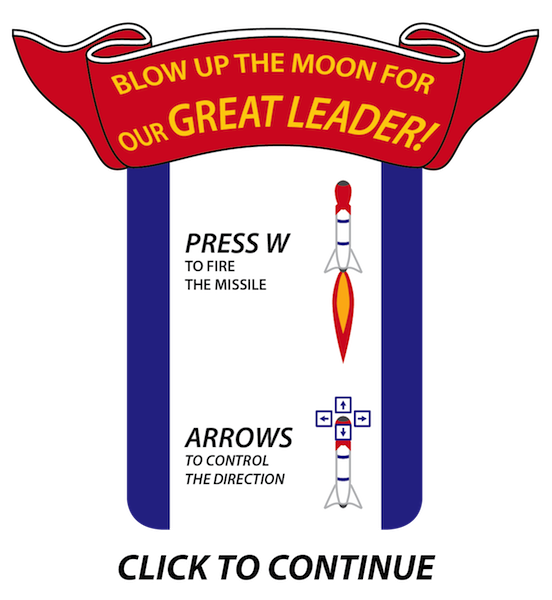 BLOW UP THE MOON FOR
OUR GREAT LEADER!
PRESS W
TO FIRE
THE MISSILE
ARROWS
TO CONTROL
THE DIRECTION
CLICK TO CONTINUE